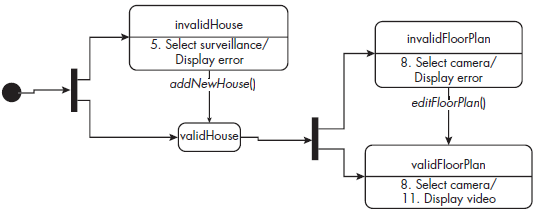 invalidHouse
5. Select surveillance/
Display error
addNewHouse()
validHouse
invalidFloorPlan
8. Select camera/
Display error
editFloorPlan()
validFloorPlan
8. Select camera/
11. Display video